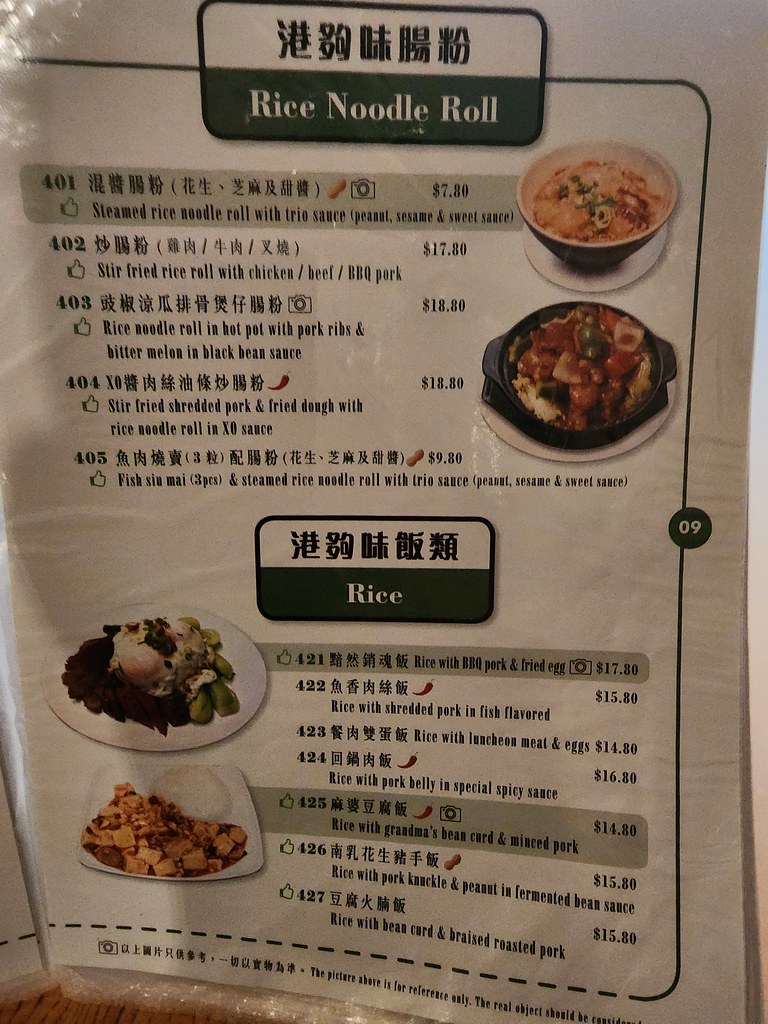 港夠味腸粉
Rice Noodle Roll
401 混醬腸粉 (花生、芝麻及甜醬) $7.80
Steamed rice noodle roll with trio sauce (peanut, sesame & sweet sauce)
402 炒腸粉 (雞肉/牛肉/叉燒) $17.80
Stir fried rice roll with chicken / beef / BBQ pork
403 豉椒涼瓜排骨煲仔腸粉 $18.80
Rice noodle roll in hot pot with pork ribs &
bitter melon in black bean sauce
404 XO醬肉絲油條炒腸粉 $18.80
Stir fried shredded pork & fried dough with
rice noodle roll in XO sauce
405 魚肉燒賣(3粒)配腸粉(花生、芝麻及甜醬) $9.80
Fish siu mai (3pcs) & steamed rice noodle roll with trio sauce (peanut, sesame & sweet sauce)
09
港夠味飯類
Rice
421 黯然銷魂飯 Rice with BBQ pork & fried egg $17.80
422 魚香肉絲飯 $15.80
Rice with shredded pork in fish flavored
423 餐肉雙蛋飯 Rice with luncheon meat & eggs $14.80
424 回鍋肉飯 $16.80
Rice with pork belly in special spicy sauce
425 麻婆豆腐飯 $14.80
Rice with grandma's bean curd & minced pork
426 南乳花生豬手飯 $15.80
Rice with pork knuckle & peanut in fermented bean sauce
427 豆腐火腩飯 $15.80
Rice with bean curd & braised roasted pork
以上圖片只供參考，一切以實物為準。 The picture above is for reference only. The real object should be